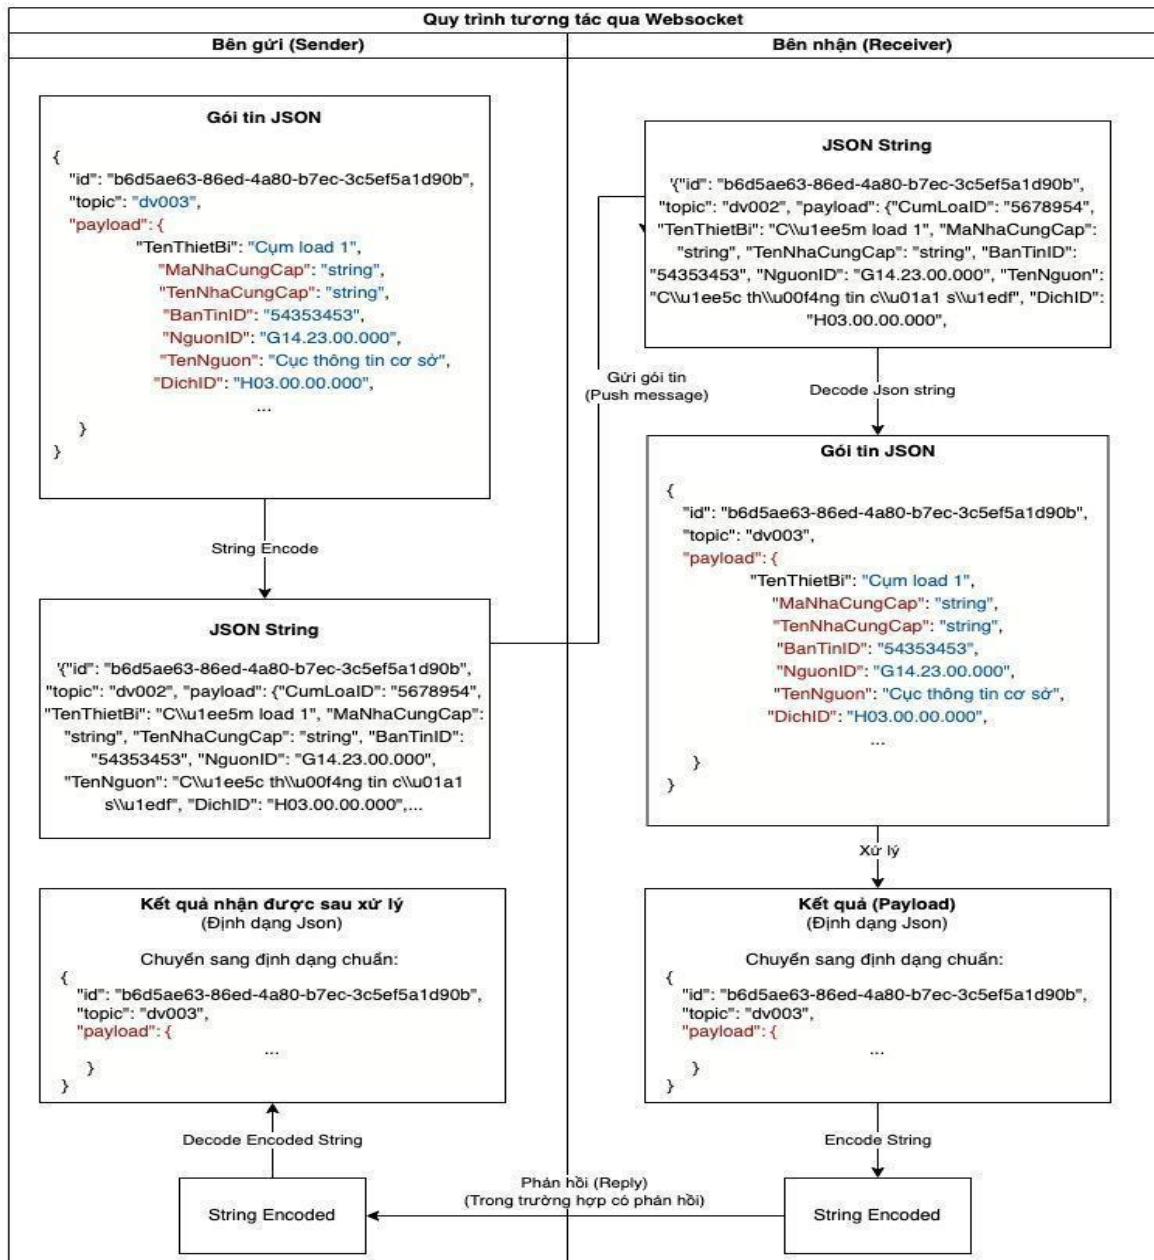 Quy trình tương tác qua Websocket
Bên gửi (Sender)
Bên nhận (Receiver)
Gói tin JSON
{
"id": "b6d5ae63-86ed-4a80-b7ec-3c5ef5a1d90b",
"topic": "dv003",
"payload": {
"TenThietBi": "Cụm load 1",
"MaNhaCungCap": "string",
"TenNhaCungCap": "string",
"BanTinID": "54353453",
"NguonID": "G14.23.00.000",
"TenNguon": "Cục thông tin cơ sở",
"DichID": "H03.00.00.000",
...
}
}
String Encode
JSON String
'{"id": "b6d5ae63-86ed-4a80-b7ec-3c5ef5a1d90b",
"topic": "dv002", "payload": {"CumLoaID": "5678954",
"TenThietBi": "C\\u1ee5m load 1", "MaNhaCungCap":
"string", "TenNhaCungCap": "string", "BanTinID":
"54353453", "NguonID": "G14.23.00.000",
"TenNguon": "C\\u1ee5c th\\u00f4ng tin c\\u01a1
s\\u1edf", "DichID": "H03.00.00.000",...
Gửi gói tin
(Push message)
JSON String
'{"id": "b6d5ae63-86ed-4a80-b7ec-3c5ef5a1d90b",
"topic": "dv002", "payload": {"CumLoaID": "5678954",
"TenThietBi": "C\\u1ee5m load 1", "MaNhaCungCap":
"string", "TenNhaCungCap": "string", "BanTinID":
"54353453", "NguonID": "G14.23.00.000", "TenNguon":
"C\\u1ee5c th\\u00f4ng tin c\\u01a1 s\\u1edf", "DichID":
"H03.00.00.000",
Decode Json string
Gói tin JSON
{
"id": "b6d5ae63-86ed-4a80-b7ec-3c5ef5a1d90b",
"topic": "dv003",
"payload": {
"TenThietBi": "Cụm load 1",
"MaNhaCungCap": "string",
"TenNhaCungCap": "string",
"BanTinID": "54353453",
"NguonID": "G14.23.00.000",
"TenNguon": "Cục thông tin cơ sở",
"DichID": "H03.00.00.000",
...
}
}
Xử lý
Kết quả (Payload)
(Định dạng Json)
Chuyển sang định dạng chuẩn:
{
"id": "b6d5ae63-86ed-4a80-b7ec-3c5ef5a1d90b",
"topic": "dv003",
"payload": {
...
}
}
Encode String
String Encoded
Phản hồi (Reply)
(Trong trường hợp có phản hồi)
String Encoded
Decode Encoded String
Kết quả nhận được sau xử lý
(Định dạng Json)
Chuyển sang định dạng chuẩn:
{
"id": "b6d5ae63-86ed-4a80-b7ec-3c5ef5a1d90b",
"topic": "dv003",
"payload": {
...
}
}